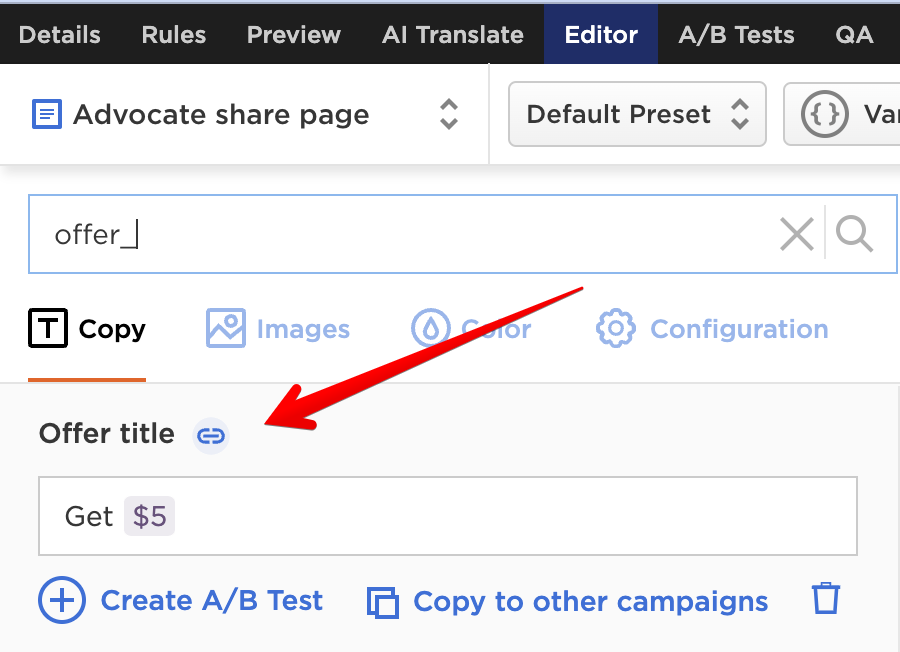 Details Rules Preview AI Translate Editor A/B Tests QA
Advocate share page Default Preset {} Var
offer_
T Copy Images Color Configuration
Offer title
Get $5
Create A/B Test Copy to other campaigns